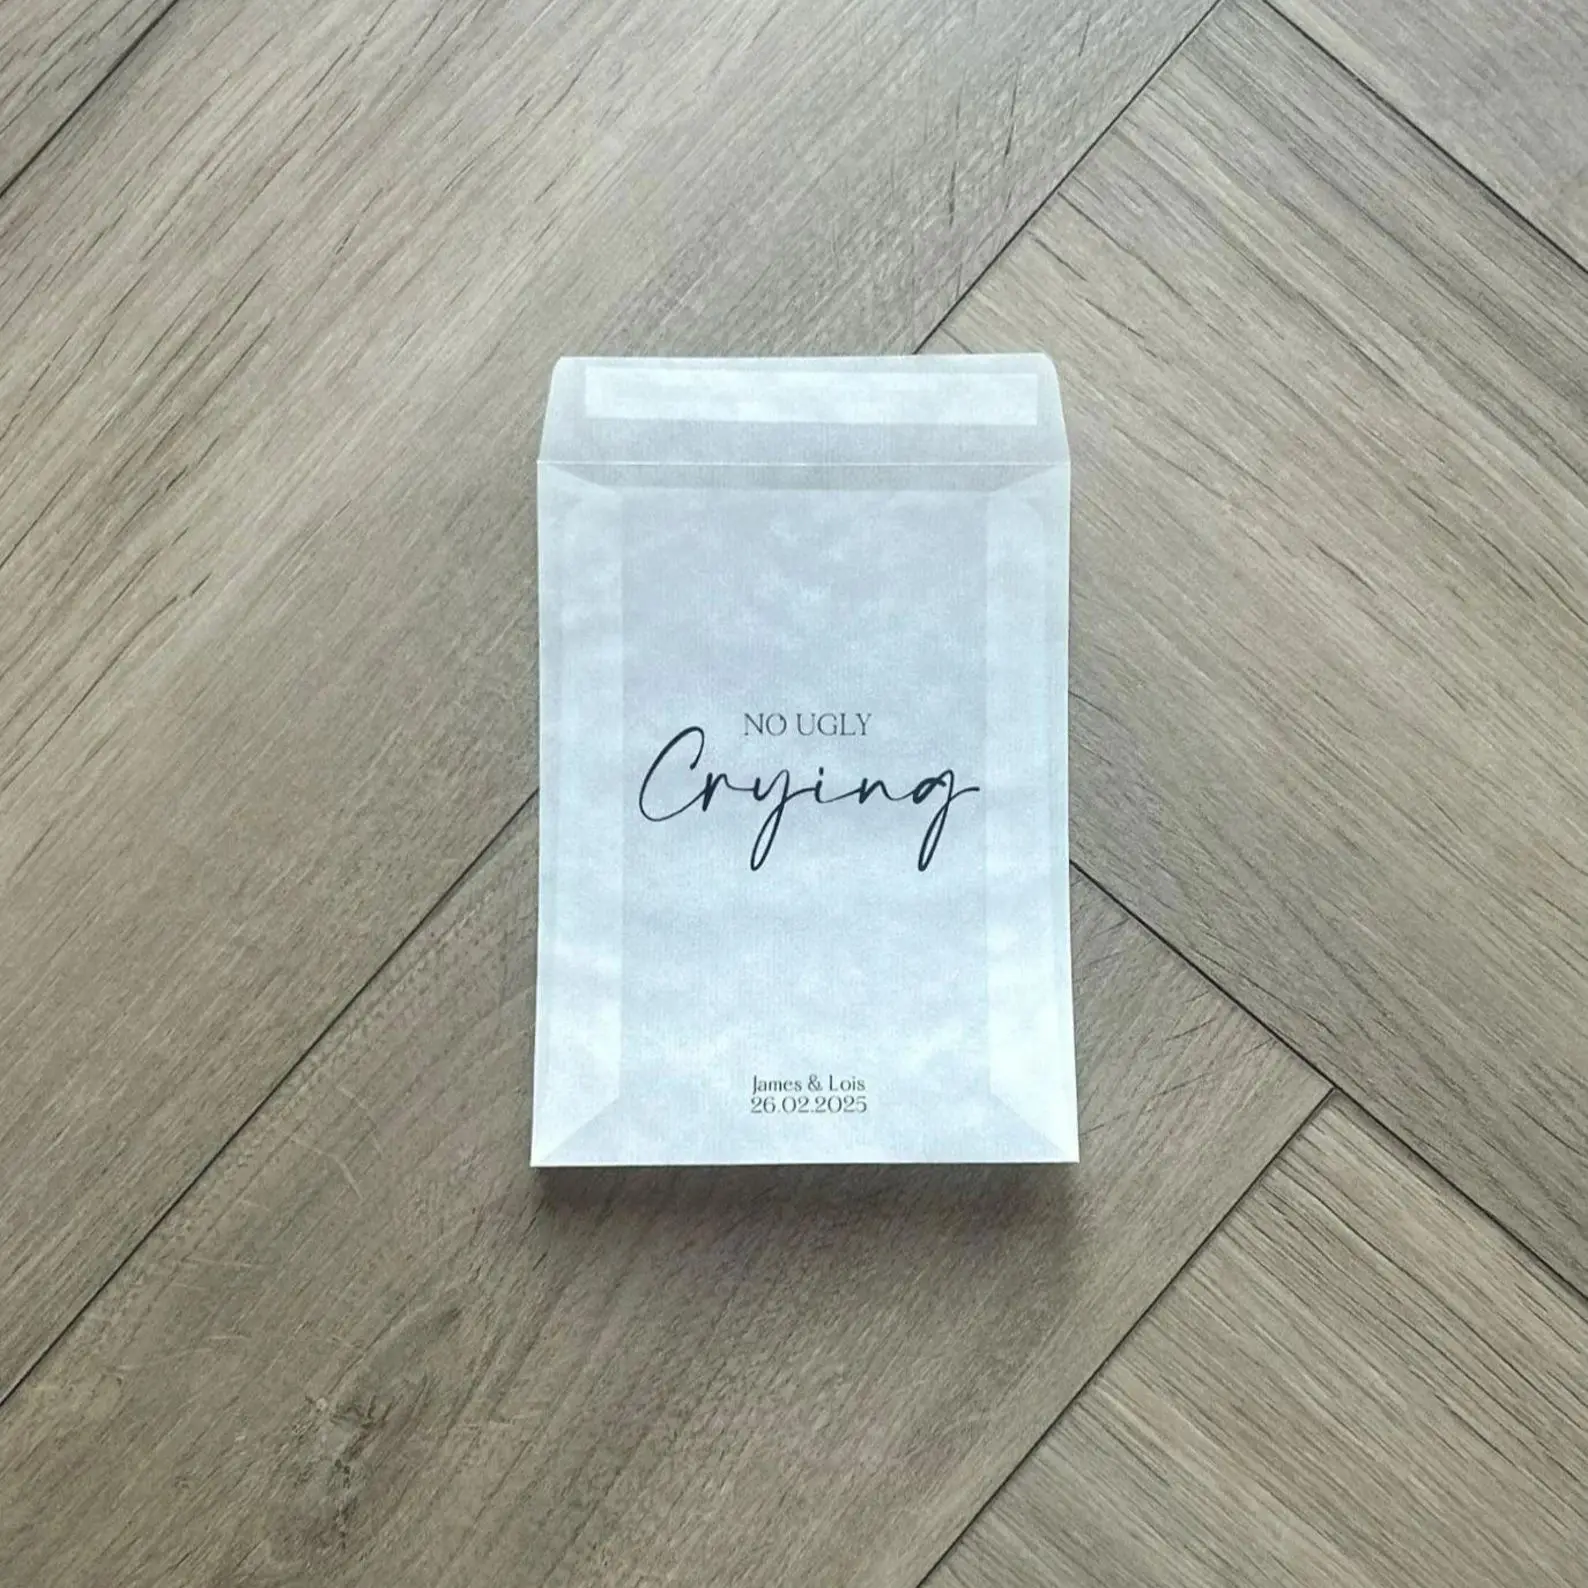 NO UGLY
Crying
James & Lois
26.02.2025